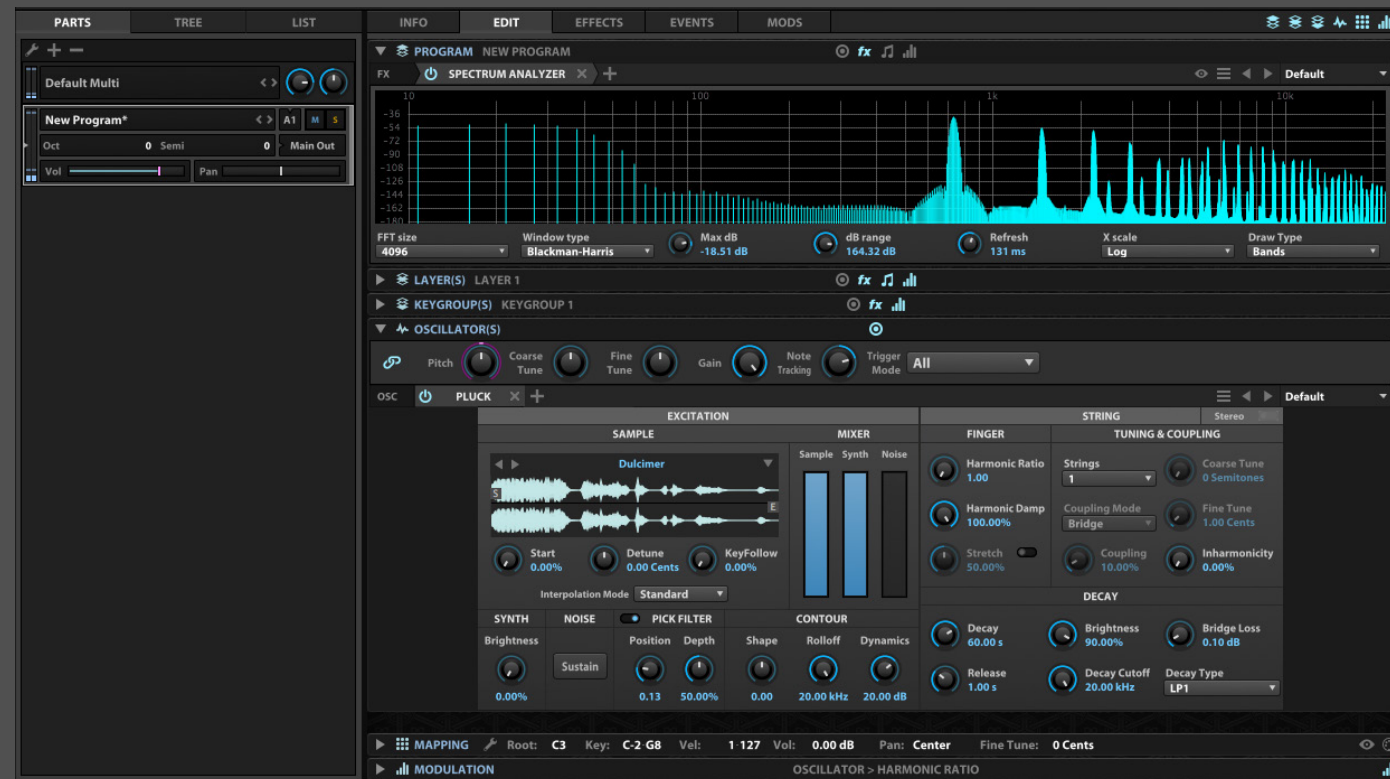 PARTS TREE LIST INFO EDIT EFFECTS EVENTS MODS
PROGRAM NEW PROGRAM fx
FX SPECTRUM ANALYZER Default
Default Multi
10 100 1k 10k
New Program* A1 M S
Oct 0 Semi 0 Main Out
Vol Pan
-36
-54
-72
-90
-108
-126
-144
-162
-180
FFT size Window type Max dB dB range Refresh X scale Draw Type
4096 Blackman-Harris -18.51 dB 164.32 dB 131 ms Log Bands
LAYER(S) LAYER 1 fx
KEYGROUP(S) KEYGROUP 1 fx
OSCILLATOR(S)
Pitch Coarse Tune Fine Tune Gain Note Tracking Trigger Mode All
OSC PLUCK Default
EXCITATION STRING Stereo
SAMPLE MIXER FINGER TUNING & COUPLING
Sample Synth Noise
Dulcimer
S
E
Harmonic Ratio Strings Coarse Tune
1.00 1 0 Semitones
Harmonic Damp Coupling Mode Fine Tune
100.00% Bridge 1.00 Cents
Start Detune KeyFollow Stretch Coupling Inharmonicity
0.00% 0.00 Cents 0.00% 50.00% 10.00% 0.00%
Interpolation Mode Standard
DECAY
SYNTH NOISE PICK FILTER CONTOUR
Brightness Position Depth Shape Rolloff Dynamics
Sustain
0.00% 0.13 50.00% 0.00 20.00 kHz 20.00 dB
Decay Brightness Bridge Loss
60.00 s 90.00% 0.10 dB
Release Decay Cutoff Decay Type
1.00 s 20.00 kHz LP1
MAPPING Root: C3 Key: C-2 G8 Vel: 1 127 Vol: 0.00 dB Pan: Center Fine Tune: 0 Cents
MODULATION OSCILLATOR > HARMONIC RATIO